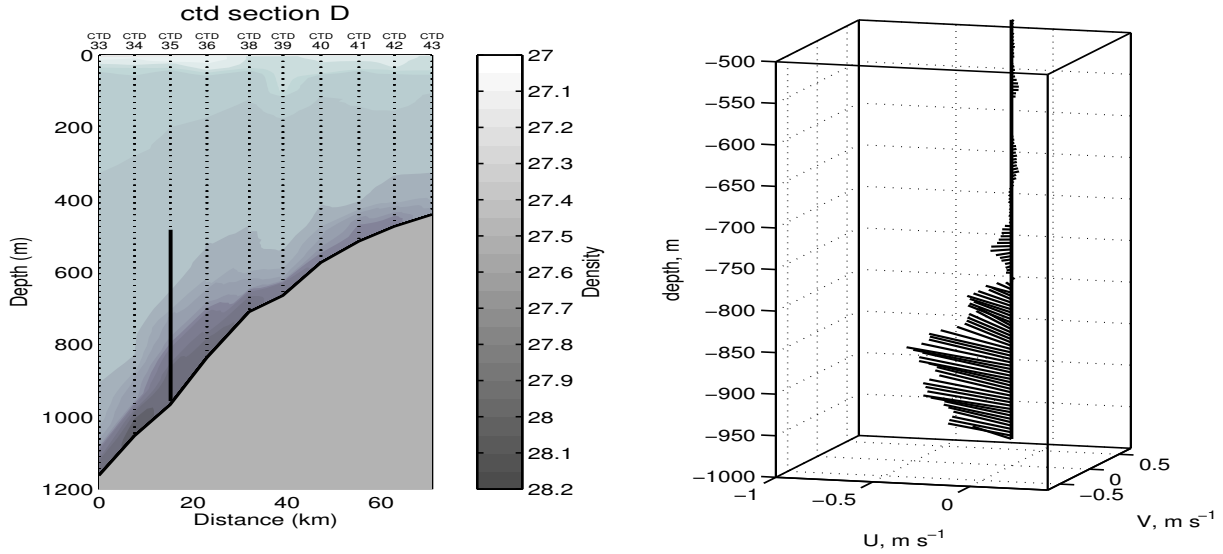 ctd section D
CTD CTD CTD CTD CTD CTD CTD CTD CTD CTD
33 34 35 36 38 39 40 41 42 43
0
200
400
600
800
1000
1200
Depth (m)
0 20 40 60
Distance (km)
27
27.1
27.2
27.3
27.4
27.5
27.6
27.7
27.8
27.9
28
28.1
28.2
Density
−500
−550
−600
−650
−700
−750
−800
−850
−900
−950
−1000
depth, m
−1 −0.5 0
U, m s⁻¹
−0.5 0 0.5
V, m s⁻¹